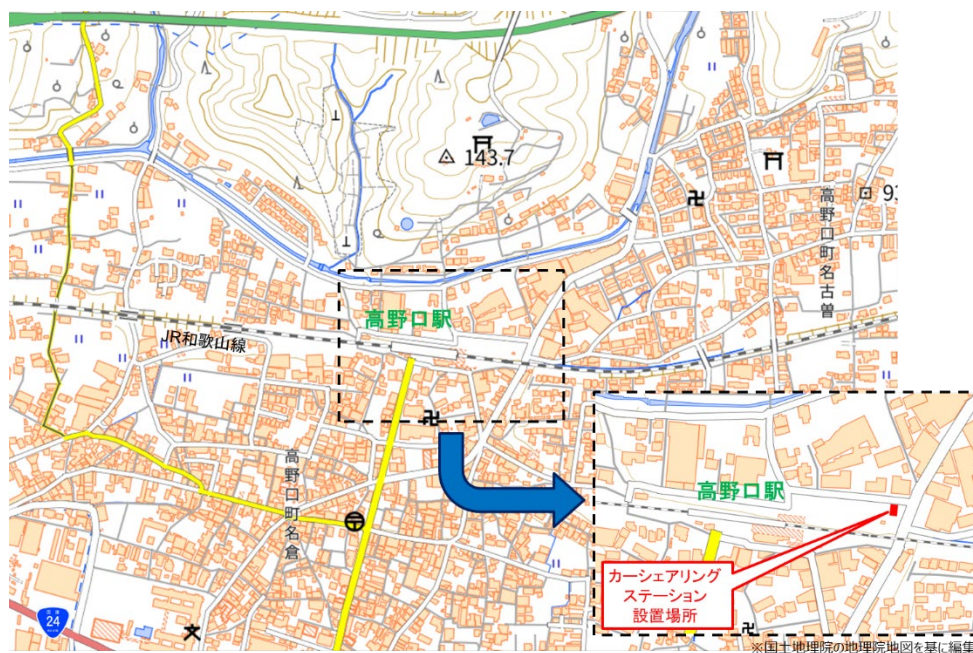 143.7
93
高野口町名古曽
高野口駅
JR和歌山線
高野口町名倉
国道
24
高野口駅
カーシェアリング
ステーション
設置場所
※国土地理院の地理院地図を基に編集